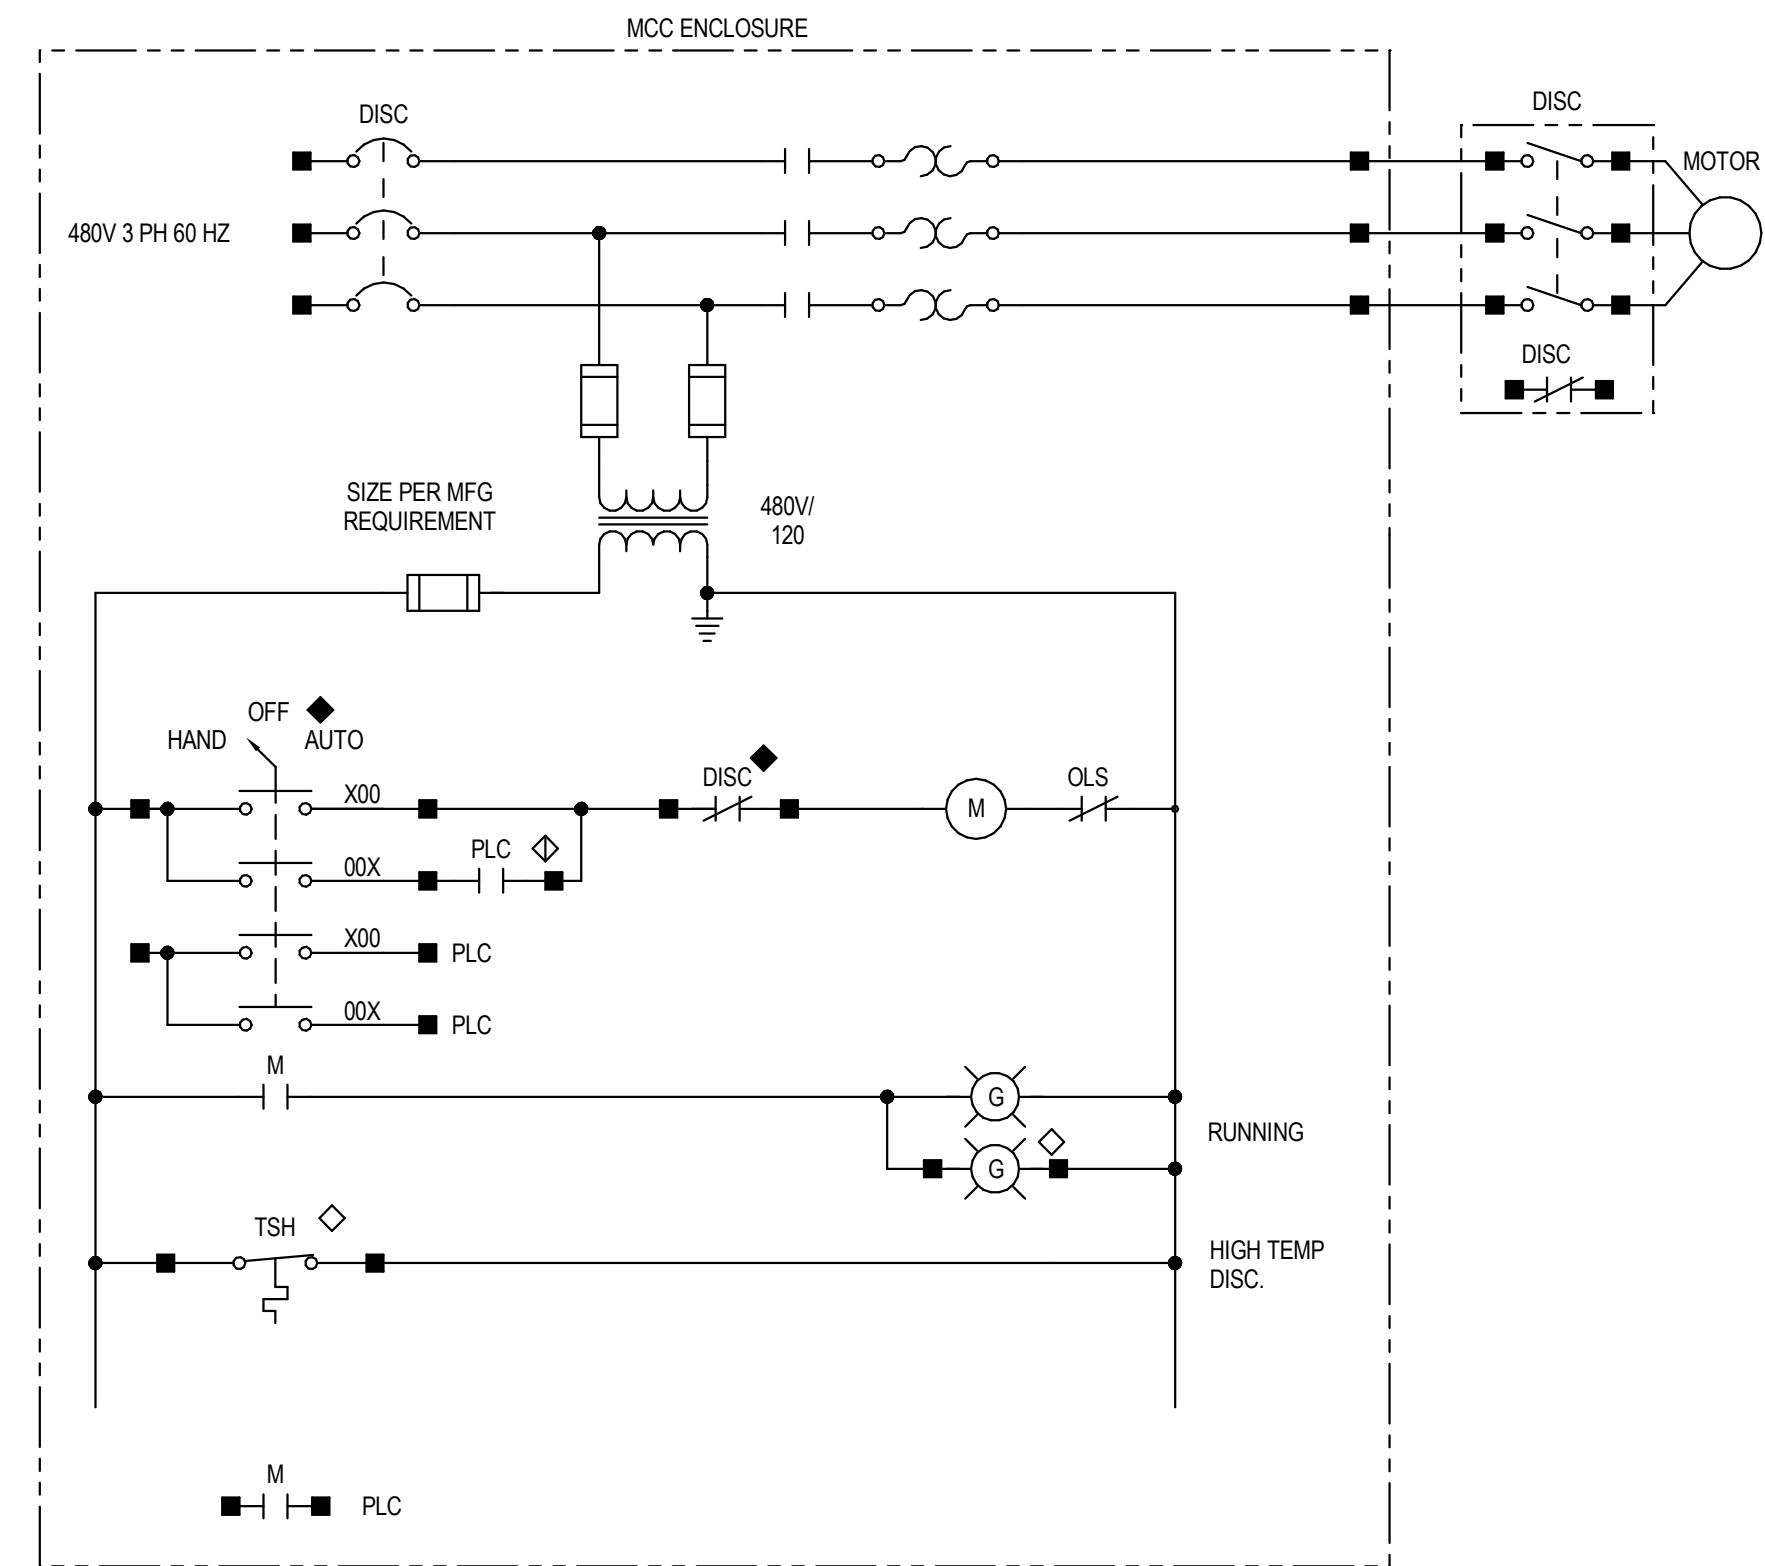 MCC ENCLOSURE
DISC
DISC
MOTOR
480V 3 PH 60 HZ
DISC
SIZE PER MFG
REQUIREMENT
480V/
120
OFF
HAND
AUTO
X00
DISC
M
OLS
00X
PLC
X00
PLC
00X
PLC
M
G
RUNNING
G
TSH
HIGH TEMP
DISC.
M
PLC